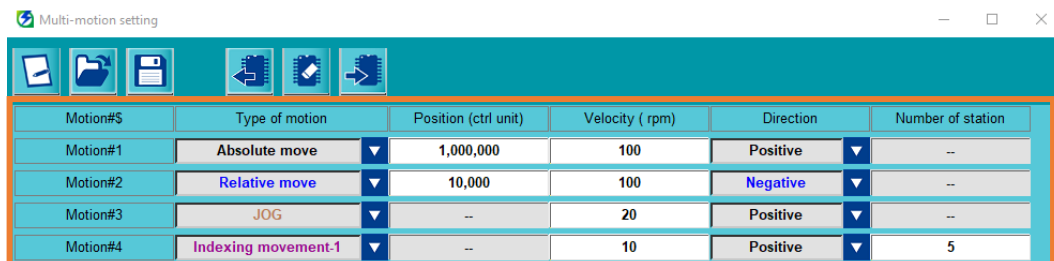 Multi-motion setting
Motion#$ Type of motion Position (ctrl unit) Velocity ( rpm) Direction Number of station
Motion#1 Absolute move 1,000,000 100 Positive --
Motion#2 Relative move 10,000 100 Negative --
Motion#3 JOG -- 20 Positive --
Motion#4 Indexing movement-1 -- 10 Positive 5